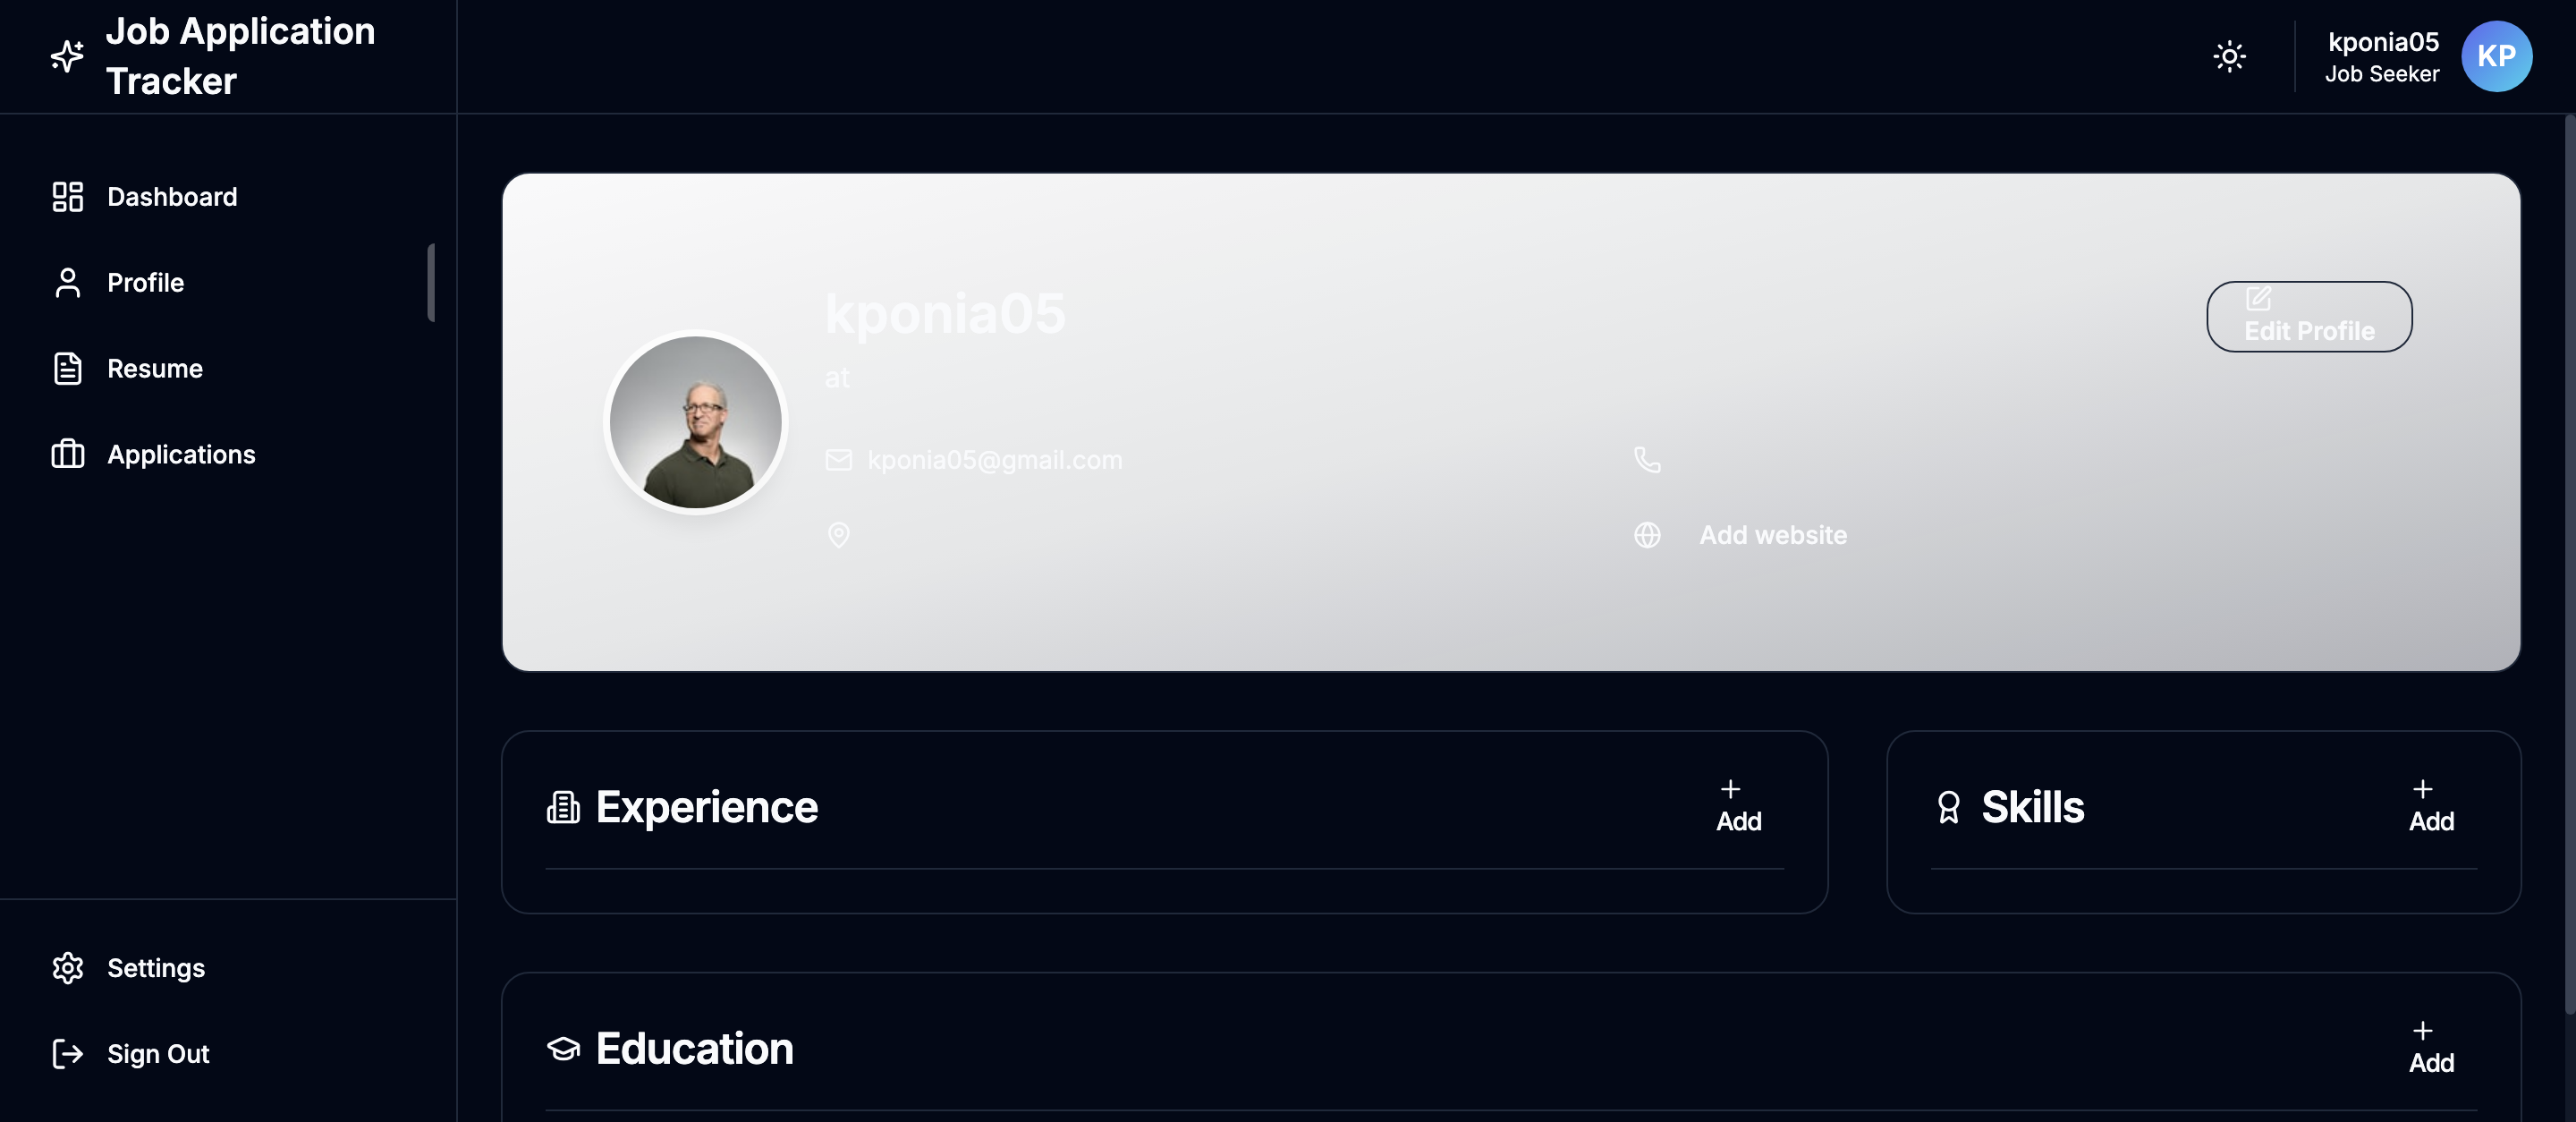 Job Application
Tracker
kponia05
Job Seeker
KP
Dashboard
Profile
Resume
Applications
Settings
Sign Out
kponia05
at
Edit Profile
kponia05@gmail.com
Add website
Experience
Add
Skills
Add
Education
Add